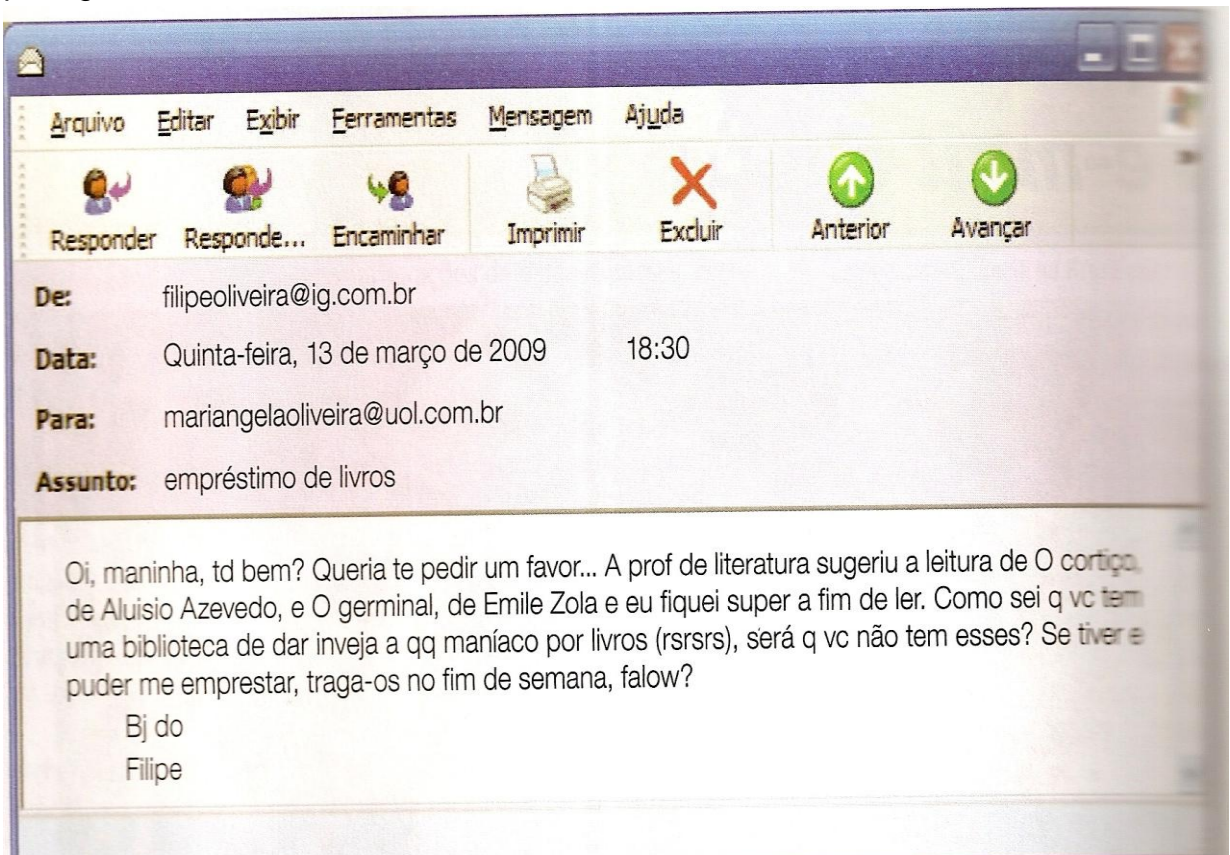 Arquivo Editar Exibir Ferramentas Mensagem Ajuda
Responder Responde... Encaminhar Imprimir Excluir Anterior Avançar
De: filipeoliveira@ig.com.br
Data: Quinta-feira, 13 de março de 2009 18:30
Para: mariangelaoliveira@uol.com.br
Assunto: empréstimo de livros
Oi, maninha, td bem? Queria te pedir um favor... A prof de literatura sugeriu a leitura de O cortiço,
de Aluisio Azevedo, e O germinal, de Emile Zola e eu fiquei super a fim de ler. Como sei q vc tem
uma biblioteca de dar inveja a qq maníaco por livros (rsrsrs), será q vc não tem esses? Se tiver e
puder me emprestar, traga-os no fim de semana, falow?
Bj do
Filipe